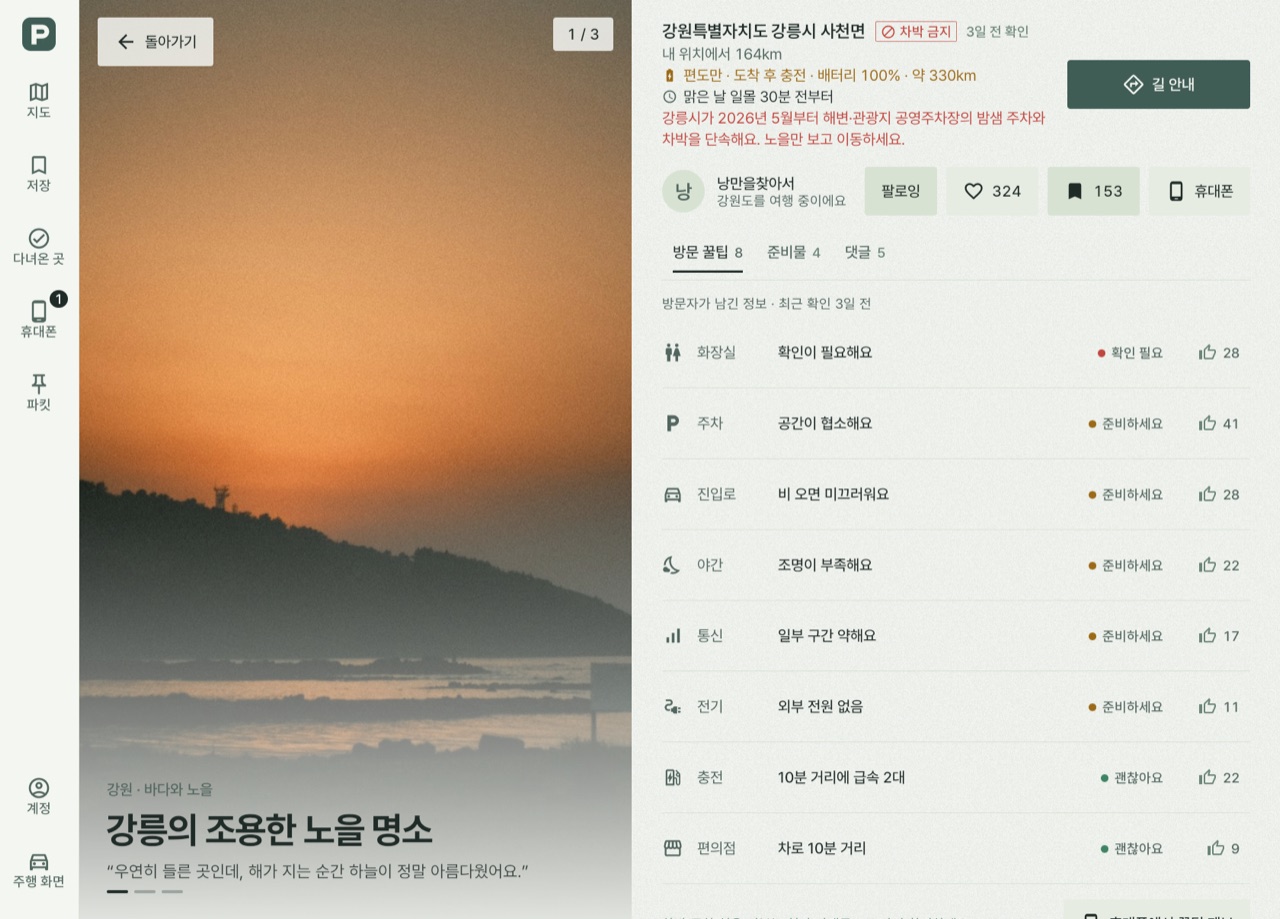 P
지도
저장
다녀온 곳
1
휴대폰
파킷
계정
주행 화면
돌아가기
1 / 3
강원 · 바다와 노을
강릉의 조용한 노을 명소
“우연히 들른 곳인데, 해가 지는 순간 하늘이 정말 아름다웠어요.”
강원특별자치도 강릉시 사천면 차박 금지 3일 전 확인
내 위치에서 164km
편도만 · 도착 후 충전 · 배터리 100% · 약 330km
맑은 날 일몰 30분 전부터
강릉시가 2026년 5월부터 해변·관광지 공영주차장의 밤샘 주차와
차박을 단속해요. 노을만 보고 이동하세요.
길 안내
낭
낭만을찾아서
강원도를 여행 중이에요
팔로잉
324
153
휴대폰
방문 꿀팁 8 준비물 4 댓글 5
방문자가 남긴 정보 · 최근 확인 3일 전
화장실 확인이 필요해요 확인 필요 28
P 주차 공간이 협소해요 준비하세요 41
진입로 비 오면 미끄러워요 준비하세요 28
야간 조명이 부족해요 준비하세요 22
통신 일부 구간 약해요 준비하세요 17
전기 외부 전원 없음 준비하세요 11
충전 10분 거리에 급속 2대 괜찮아요 22
편의점 차로 10분 거리 괜찮아요 9